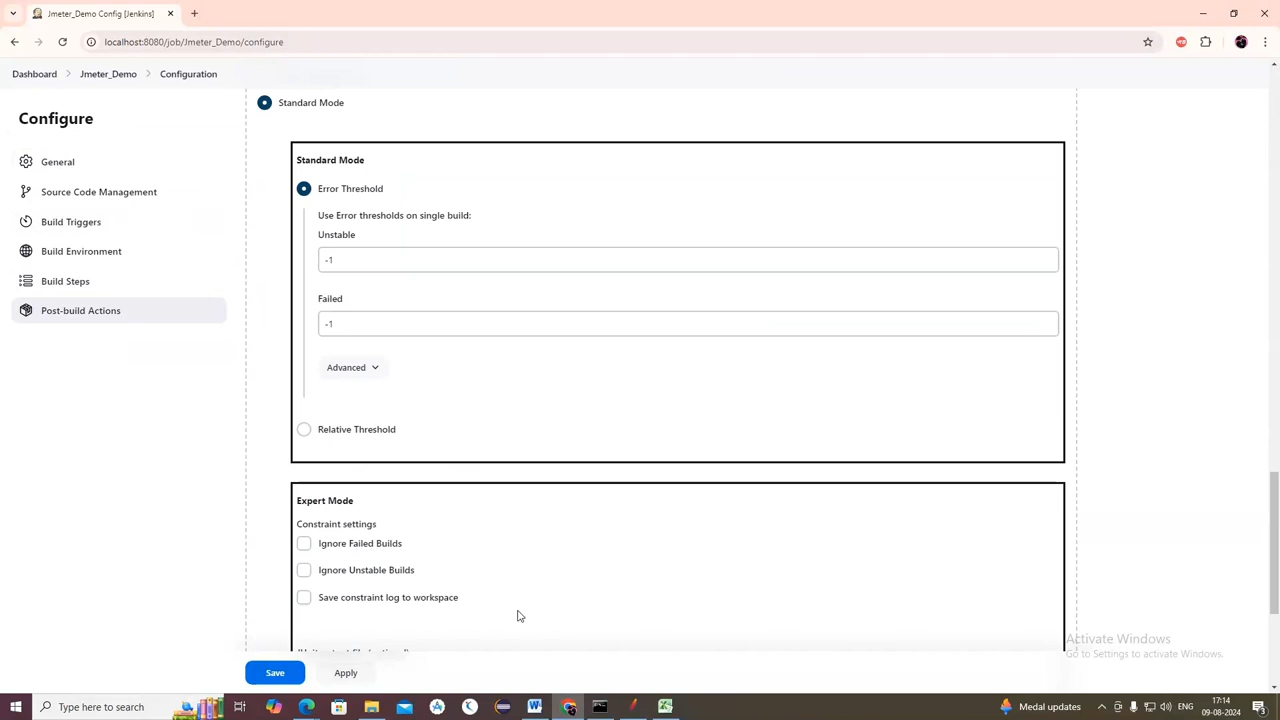 Jmeter_Demo Config [Jenkins]
localhost:8080/job/Jmeter_Demo/configure
Dashboard
Jmeter_Demo
Configuration
Configure
General
Source Code Management
Build Triggers
Build Environment
Build Steps
Post-build Actions
Standard Mode
Standard Mode
Error Threshold
Use Error thresholds on single build:
Unstable
-1
Failed
-1
Advanced
Relative Threshold
Expert Mode
Constraint settings
Ignore Failed Builds
Ignore Unstable Builds
Save constraint log to workspace
Save
Apply
Activate Windows
Go to Settings to activate Windows.
Type here to search
Medal updates
17:14
09-08-2024